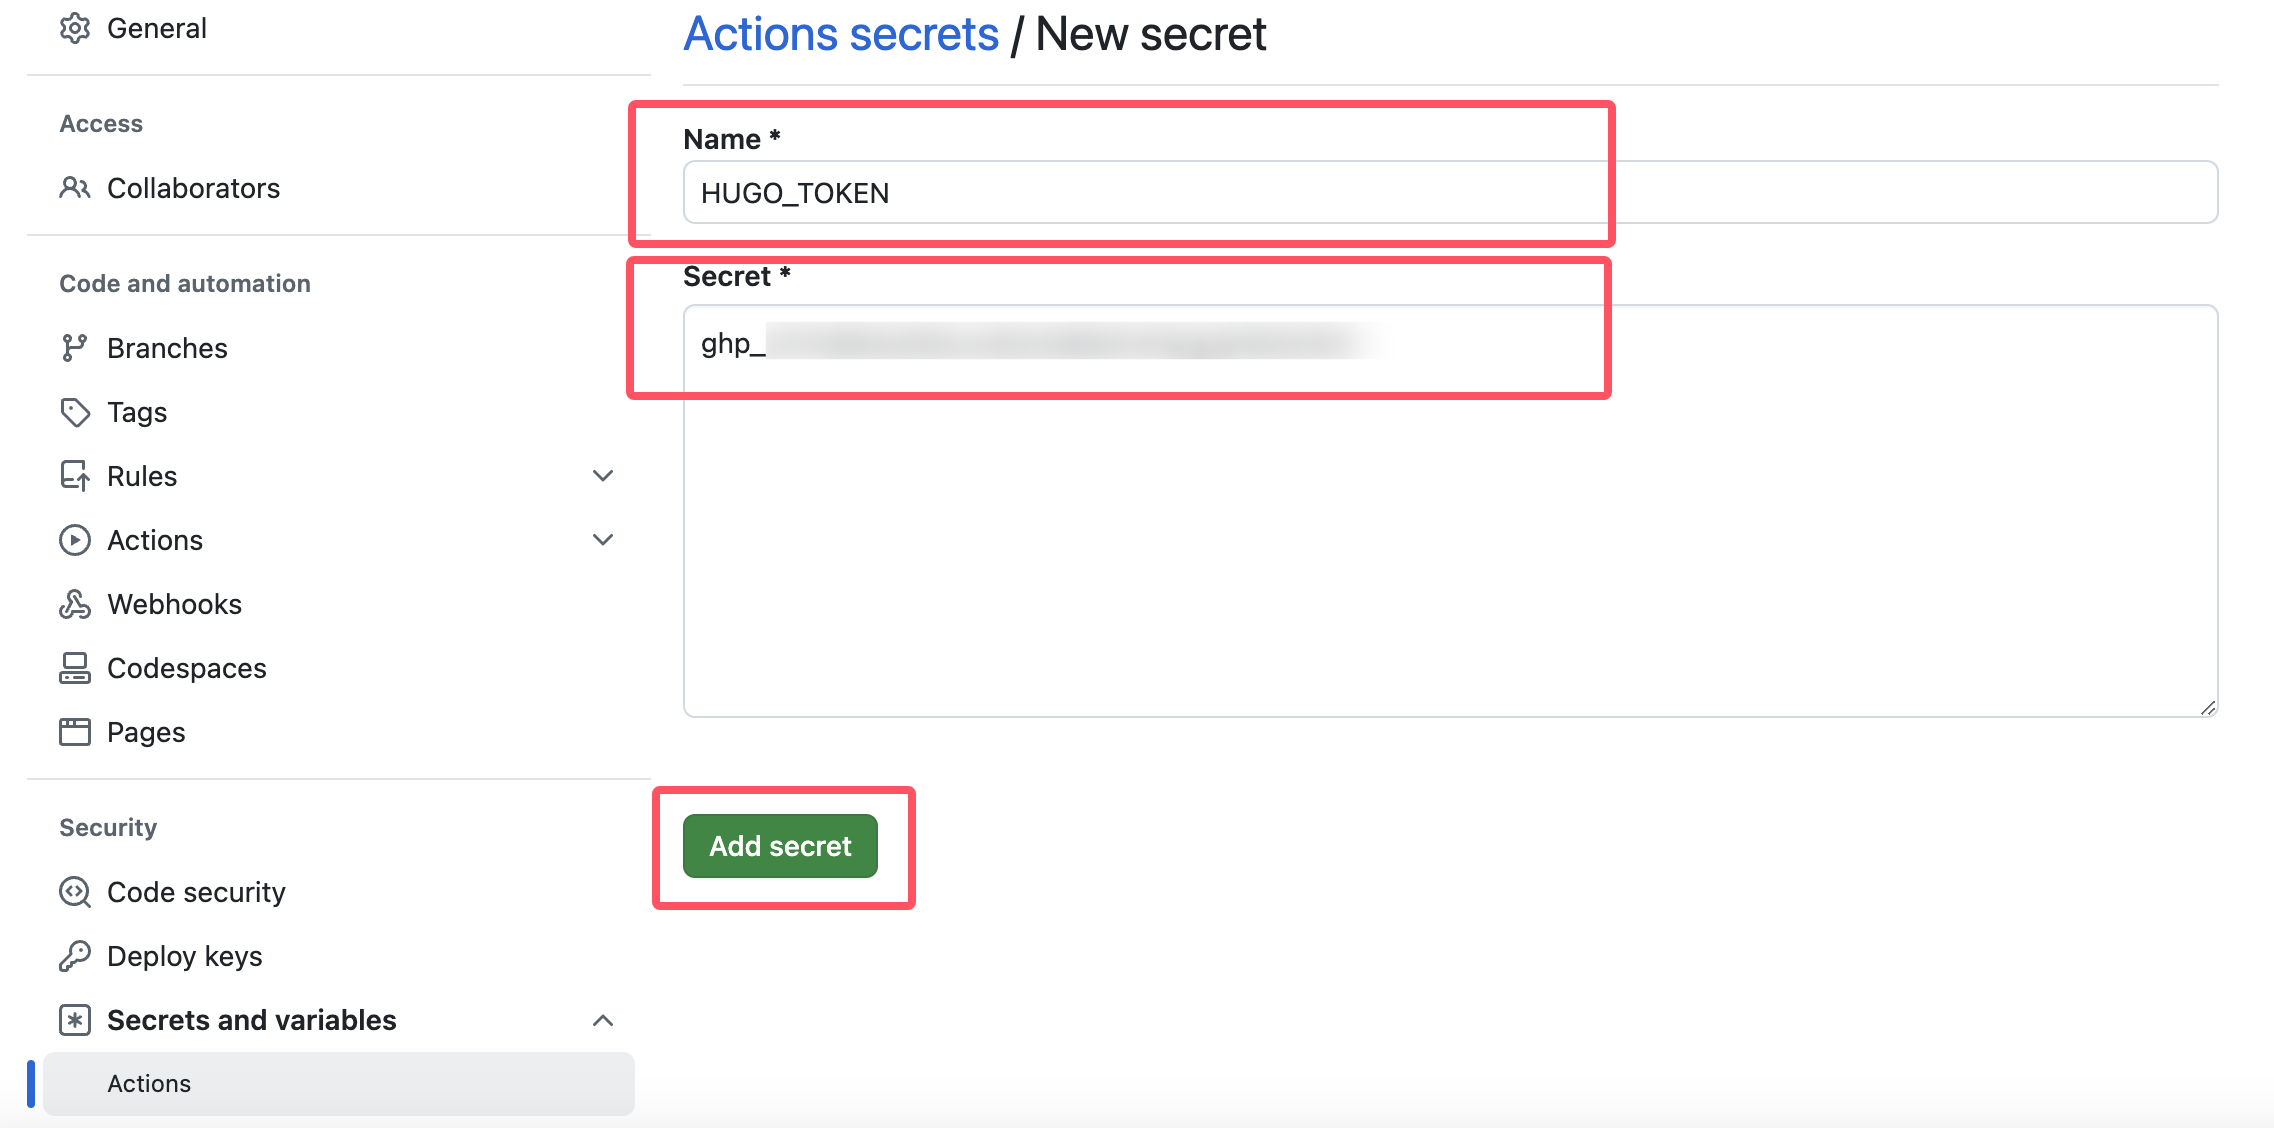 General
Access
Collaborators
Code and automation
Branches
Tags
Rules
Actions
Webhooks
Codespaces
Pages
Security
Code security
Deploy keys
Secrets and variables
Actions
Actions secrets / New secret
Name *
HUGO_TOKEN
Secret *
ghp_
Add secret